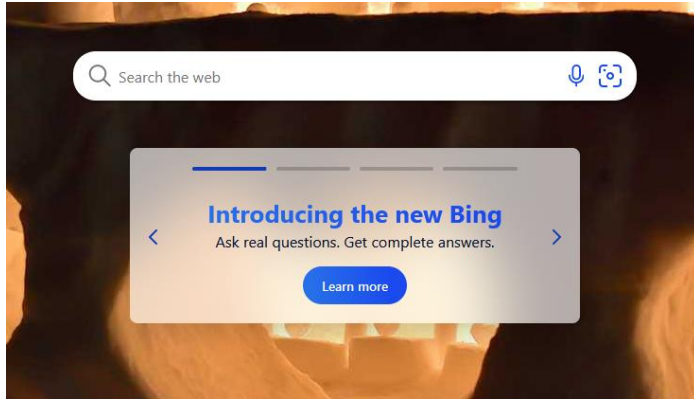 Search the web
Introducing the new Bing
Ask real questions. Get complete answers.
Learn more